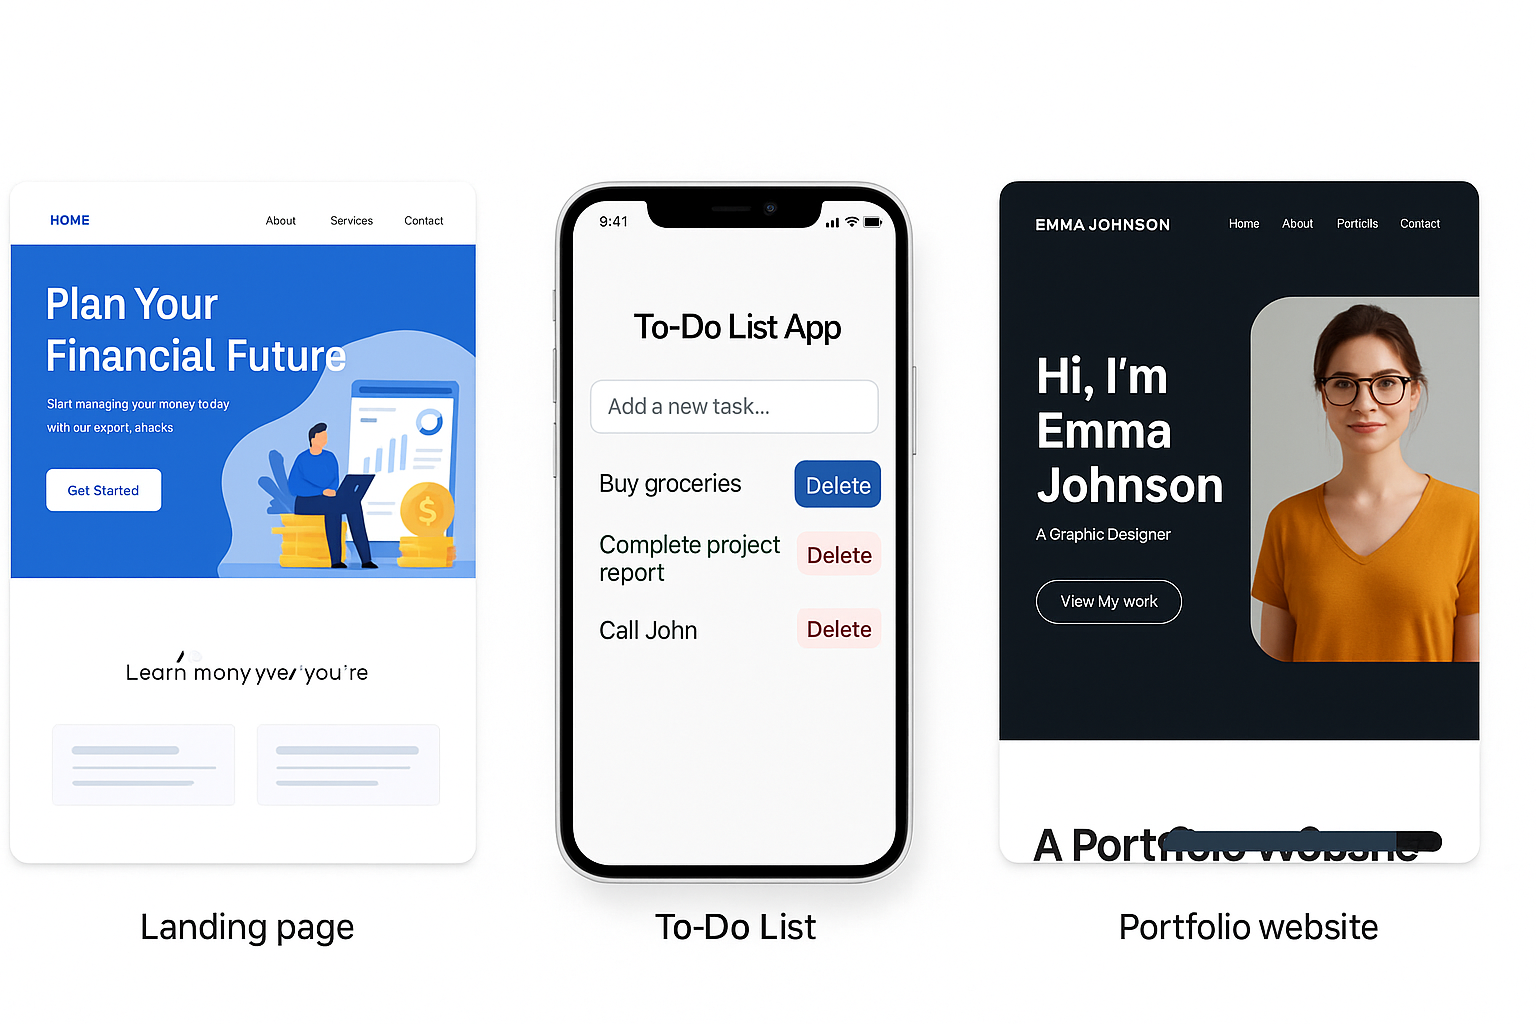 HOME
About
Services
Contact
Plan Your
Financial Future
Slart managing your money today
with our export, ahacks
Get Started
Learn mony yve you're
Landing page
9:41
To-Do List App
Add a new task...
Buy groceries
Delete
Complete project
report
Delete
Call John
Delete
To-Do List
EMMA JOHNSON
Home
About
Porticlls
Contact
Hi, I'm
Emma
Johnson
A Graphic Designer
View My work
A Portfolio Website
Portfolio website